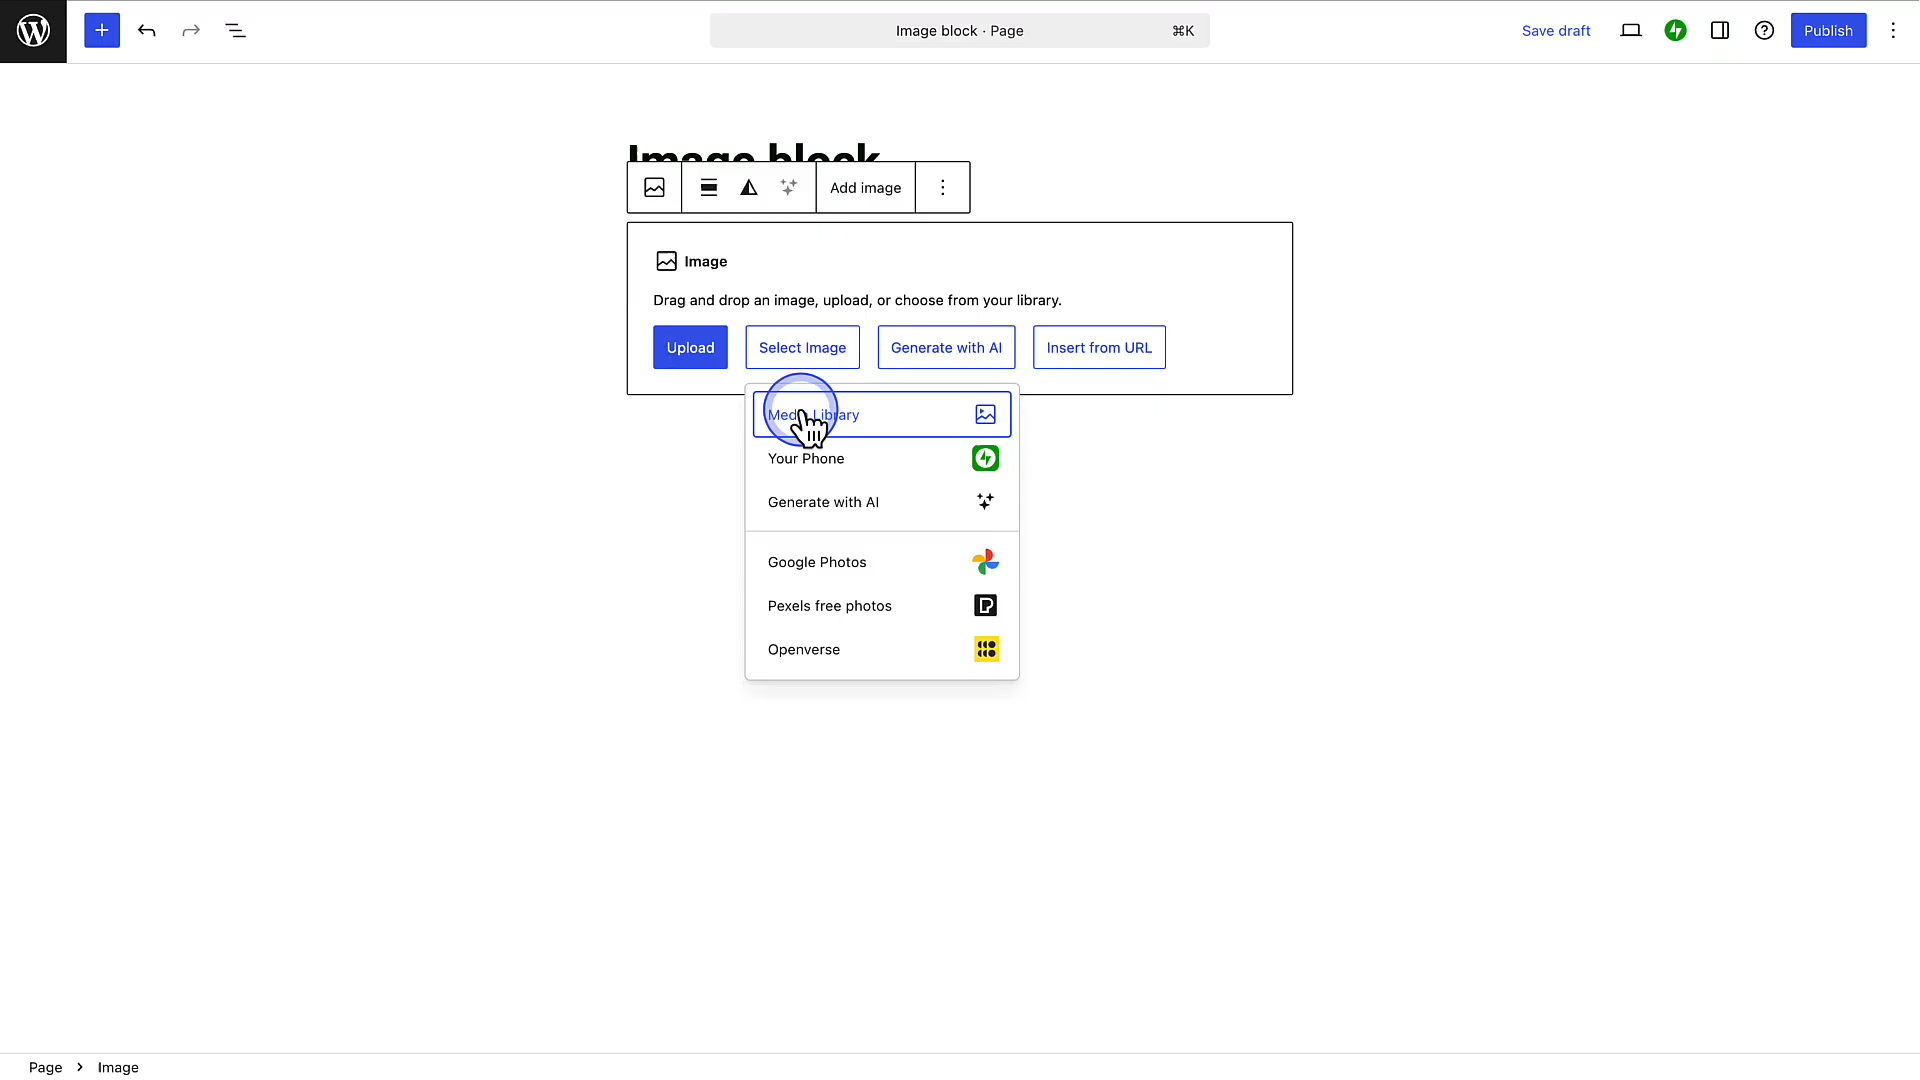 Image block · Page
⌘K
Save draft
Publish
Image block
Add image
Image
Drag and drop an image, upload, or choose from your library.
Upload
Select Image
Generate with AI
Insert from URL
Media Library
Your Phone
Generate with AI
Google Photos
Pexels free photos
Openverse
Page > Image